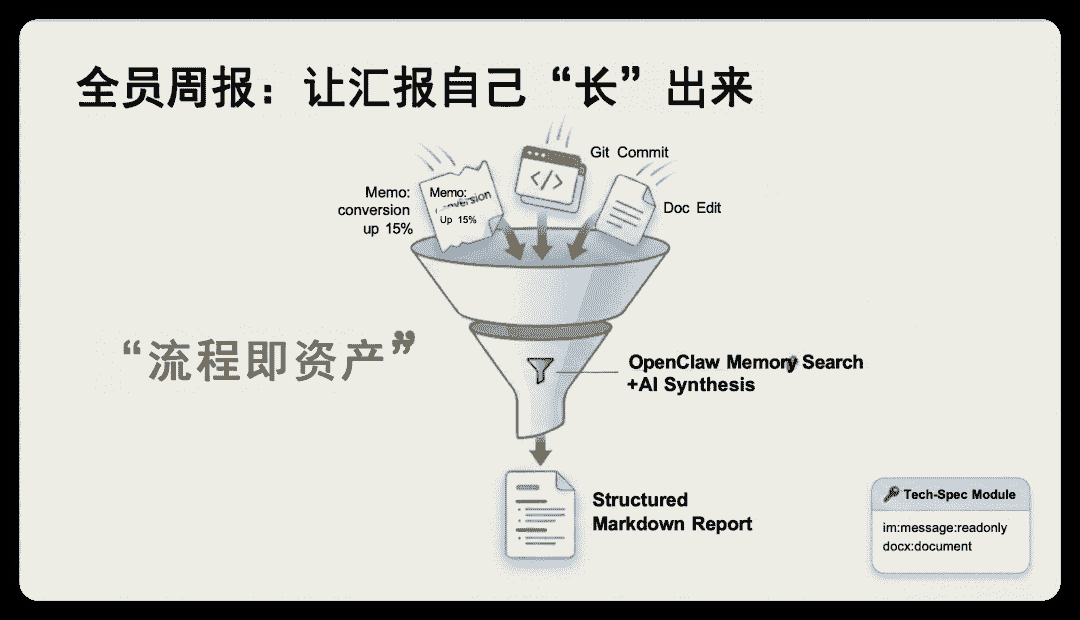 全员周报：让汇报自己“长”出来
Git Commit
Memo:
conversion
up 15%
Memo:
Up 15%
Doc Edit
“流程即资产”
OpenClaw Memory Search
+AI Synthesis
Structured
Markdown Report
Tech-Spec Module
im:message:readonly
docx:document